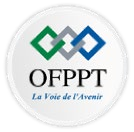 OFPPT
La Voie de l'Avenir